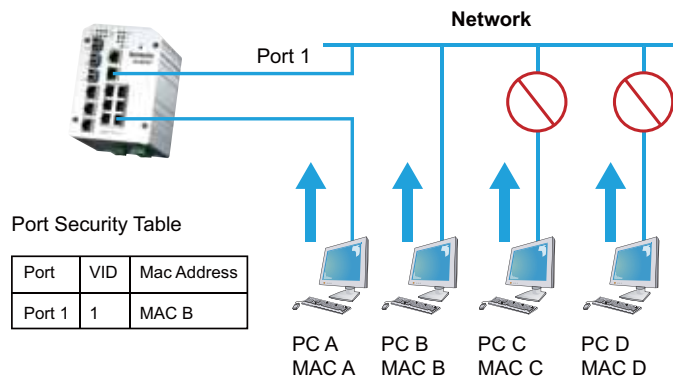 Network
Port 1
Port Security Table
Port VID Mac Address
Port 1 1 MAC B
PC A PC B PC C PC D
MAC A MAC B MAC C MAC D